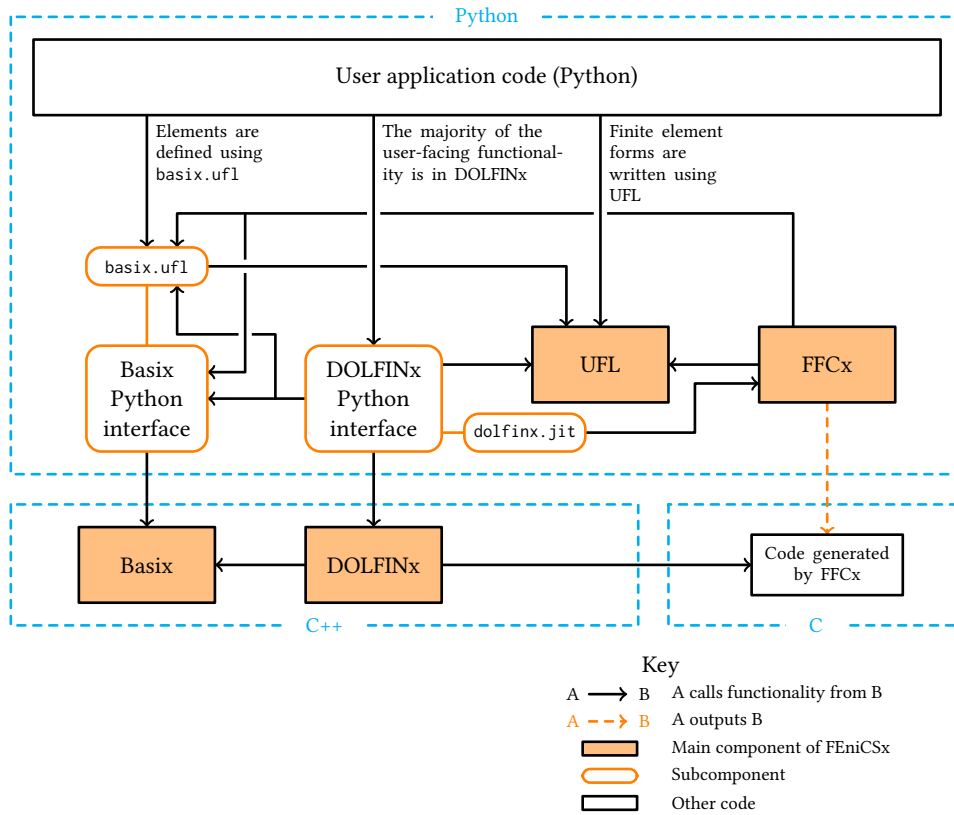 Python
User application code (Python)
Elements are
defined using
basix.ufl
The majority of the
user-facing functional-
ity is in DOLFINx
Finite element
forms are
written using
UFL
basix.ufl
Basix
Python
interface
DOLFINx
Python
interface
UFL
FFCx
dolfinx.jit
Basix
DOLFINx
Code generated
by FFCx
C++
C
Key
A B A calls functionality from B
A B A outputs B
Main component of FEniCSx
Subcomponent
Other code